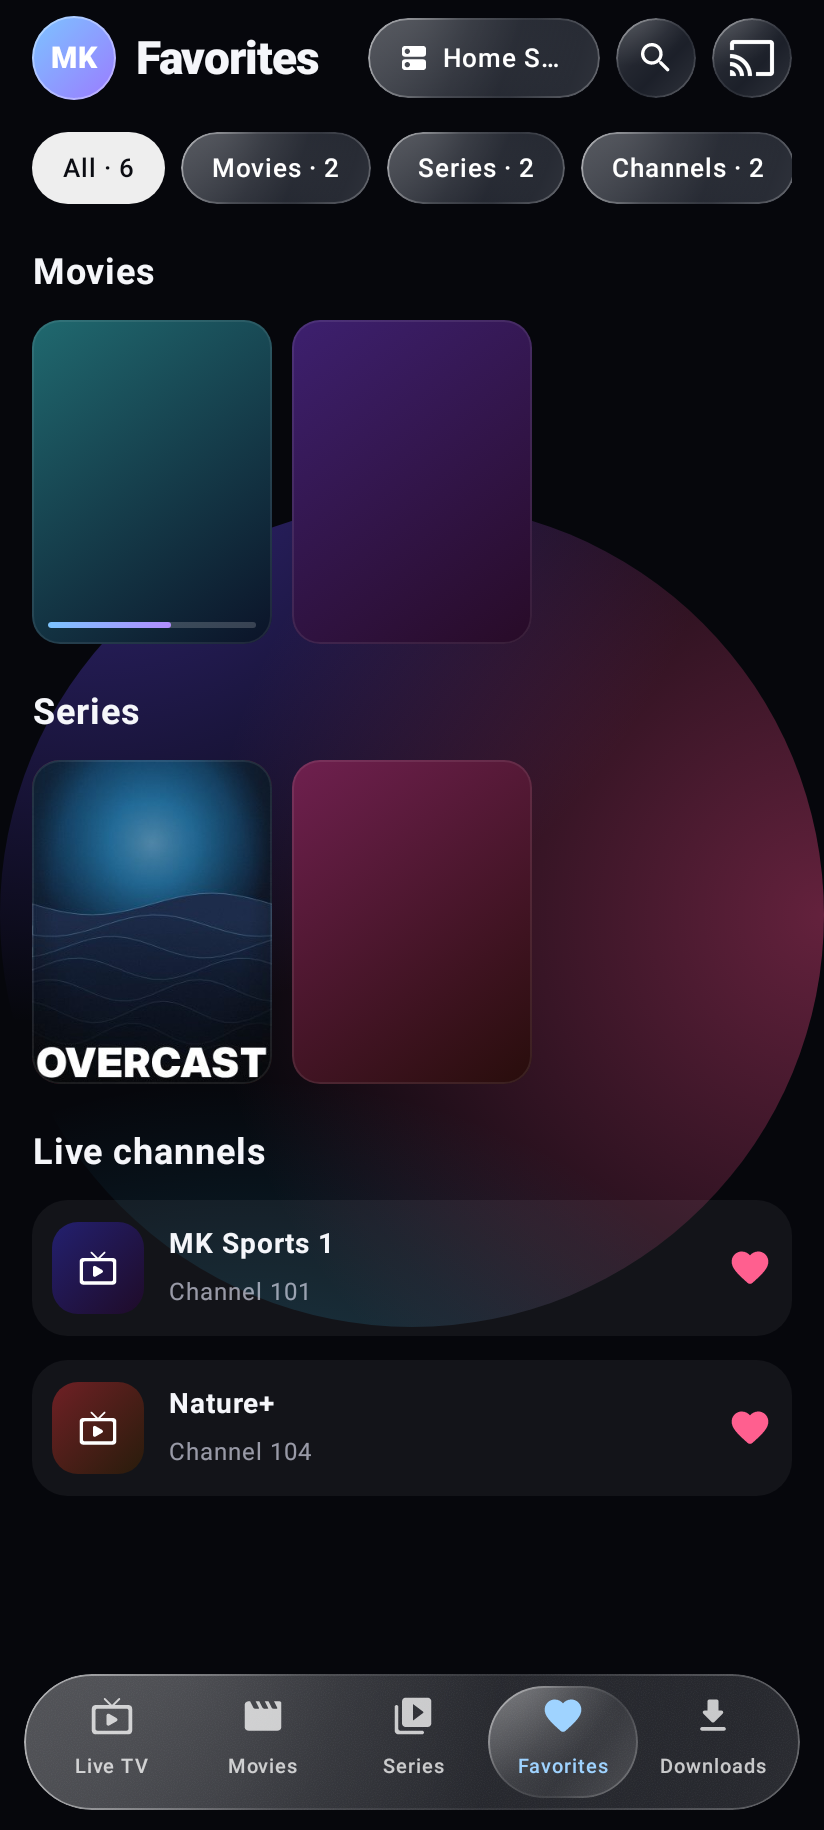 MK
Favorites
Home S...
All · 6
Movies · 2
Series · 2
Channels · 2
Movies
Series
OVERCAST
Live channels
MK Sports 1
Channel 101
Nature+
Channel 104
Live TV
Movies
Series
Favorites
Downloads